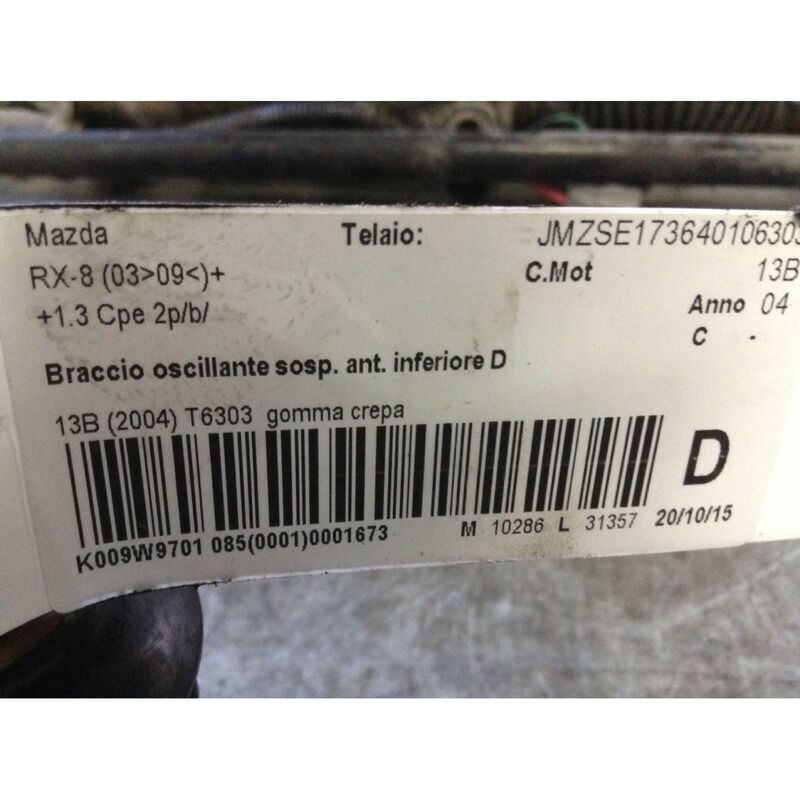 Mazda Telaio: JMZSE173640106303
RX-8 (03>09<)+ C.Mot 13B
+1.3 Cpe 2p/b/ Anno 04
C -
Braccio oscillante sosp. ant. inferiore D
13B (2004) T6303 gomma crepa
D
K009W9701 085(0001)0001673 M 10286 L 31357 20/10/15